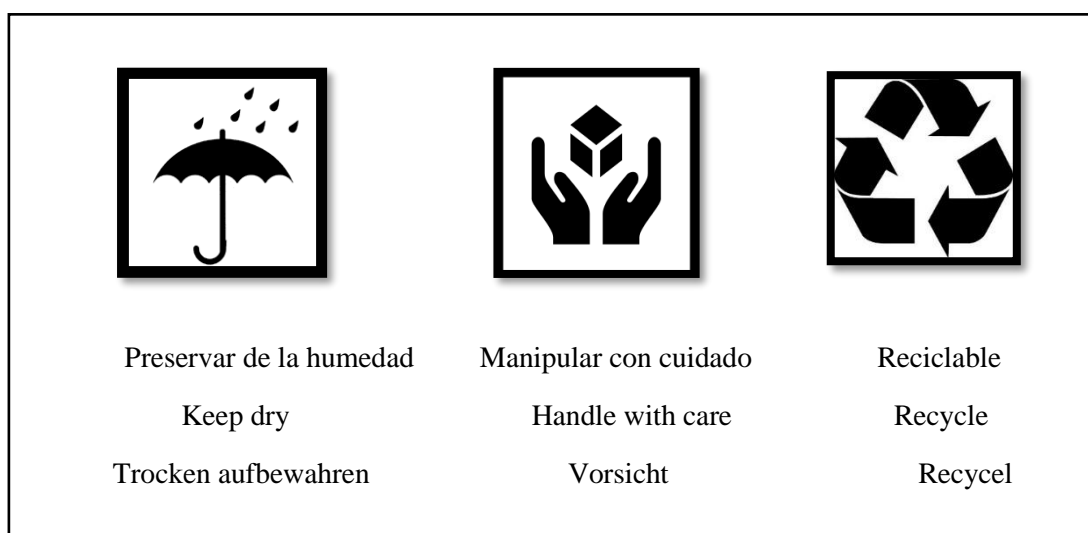 Preservar de la humedad Manipular con cuidado Reciclable
Keep dry Handle with care Recycle
Trocken aufbewahren Vorsicht Recycel